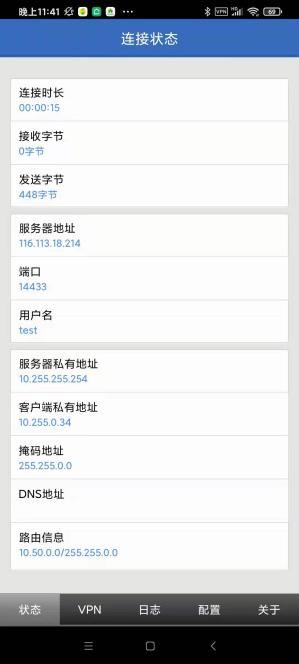 晚上11:41
VPN
69
连接状态
连接时长
00:00:15
接收字节
0字节
发送字节
448字节
服务器地址
116.113.18.214
端口
14433
用户名
test
服务器私有地址
10.255.255.254
客户端私有地址
10.255.0.34
掩码地址
255.255.0.0
DNS地址
路由信息
10.50.0.0/255.255.0.0
状态 VPN 日志 配置 关于